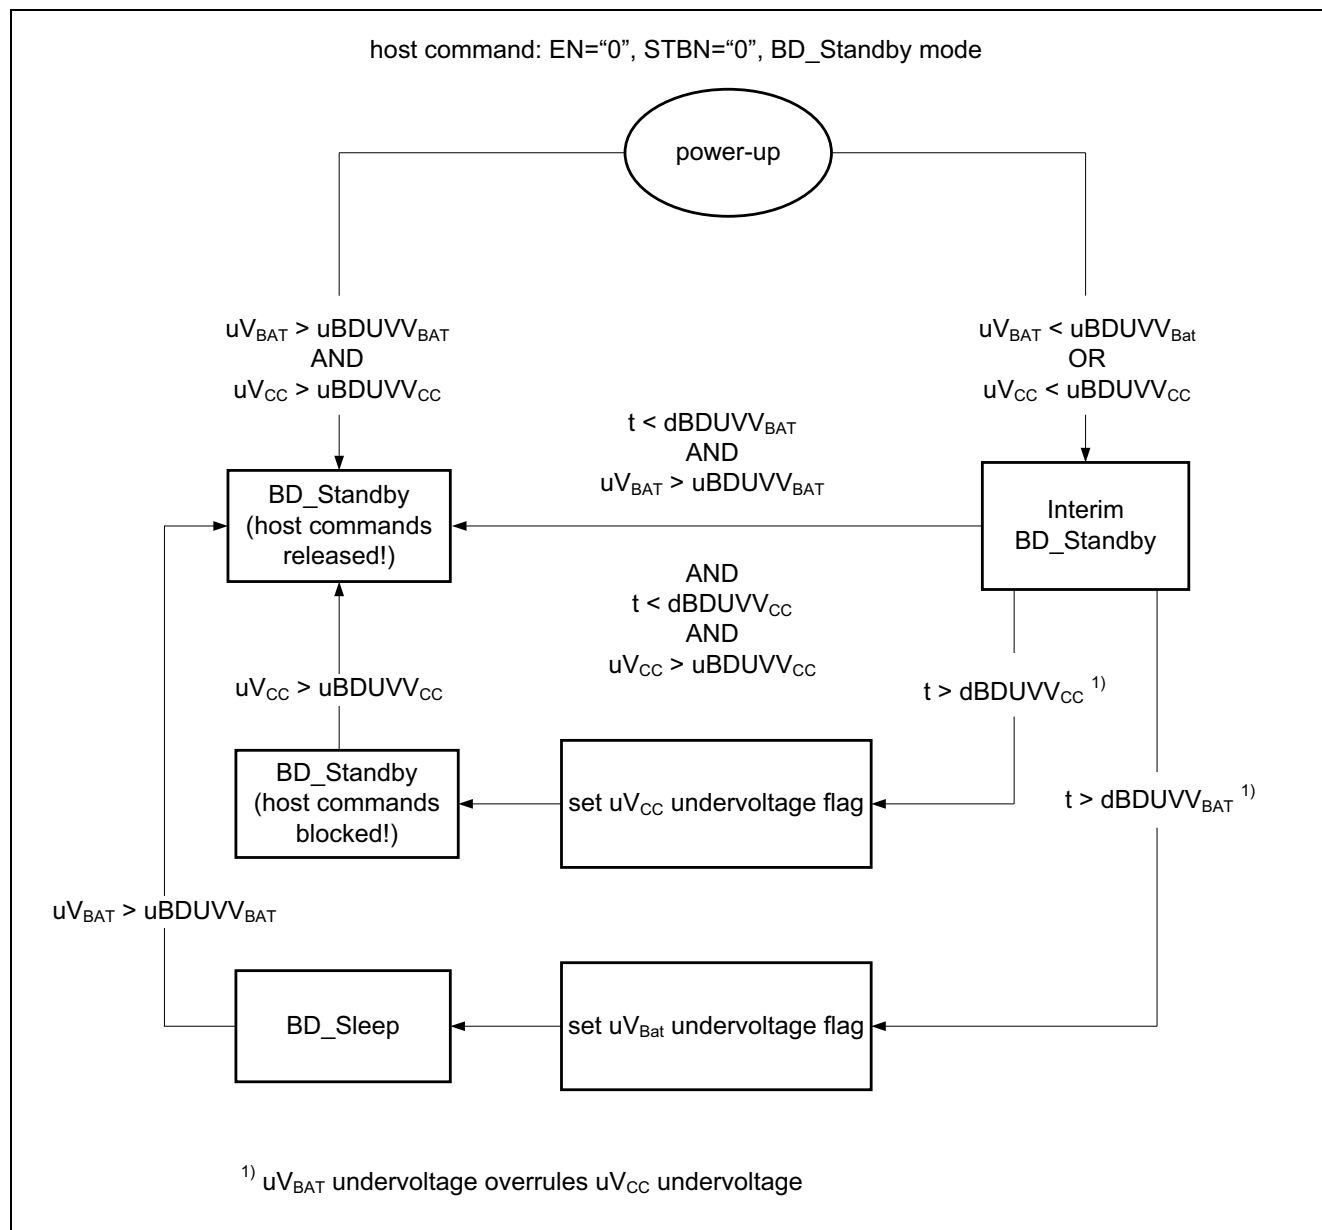 host command: EN=“0”, STBN=“0”, BD_Standby mode
power-up
uVBAT > uBDUVVBAT
AND
uVCC > uBDUVVCC
uVBAT < uBDUVVBat
OR
uVCC < uBDUVVCC
t < dBDUVVBAT
AND
uVBAT > uBDUVVBAT
BD_Standby
(host commands
released!)
Interim
BD_Standby
AND
t < dBDUVVCC
AND
uVCC > uBDUVVCC
uVCC > uBDUVVCC
t > dBDUVVCC 1)
BD_Standby
(host commands
blocked!)
set uVCC undervoltage flag
t > dBDUVVBAT 1)
uVBAT > uBDUVVBAT
BD_Sleep
set uVBat undervoltage flag
1) uVBAT undervoltage overrules uVCC undervoltage